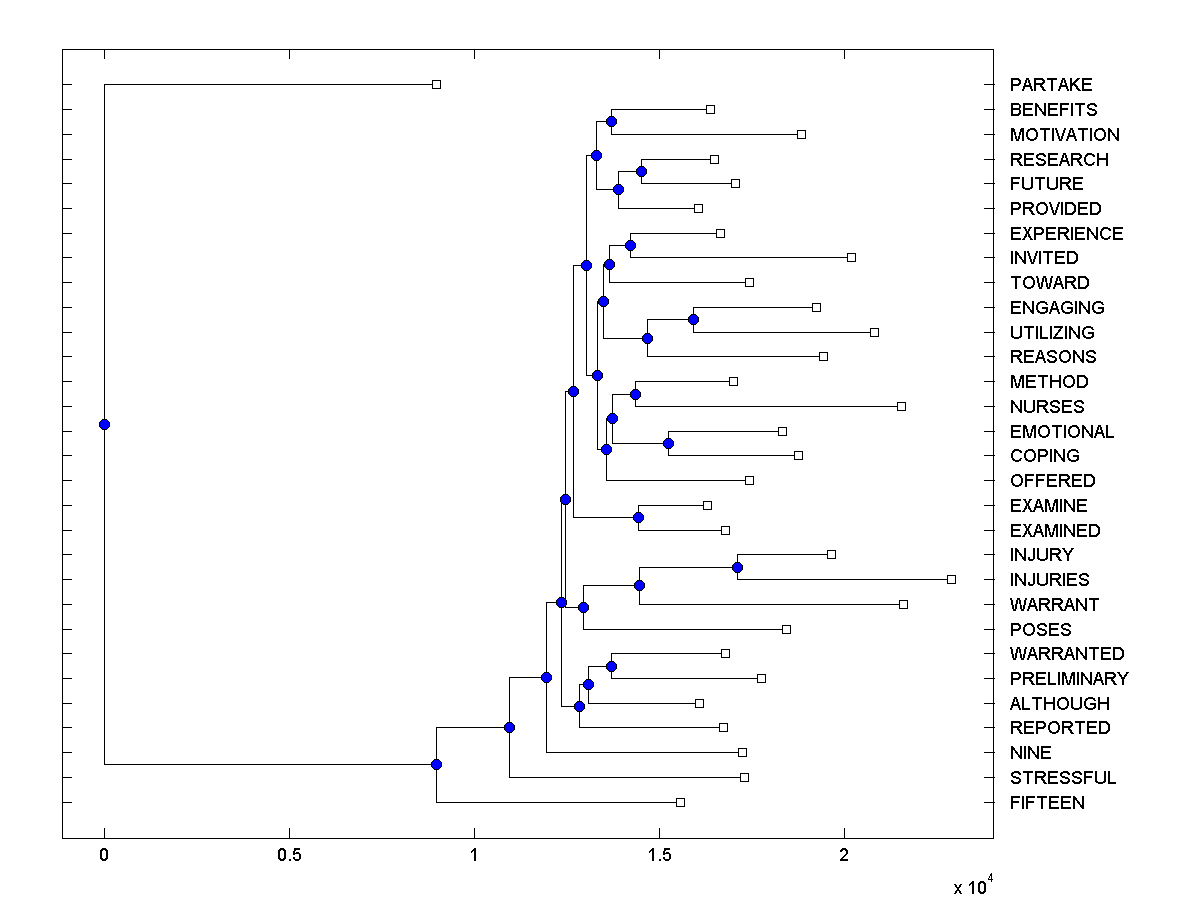 PARTAKE
BENEFITS
MOTIVATION
RESEARCH
FUTURE
PROVIDED
EXPERIENCE
INVITED
TOWARD
ENGAGING
UTILIZING
REASONS
METHOD
NURSES
EMOTIONAL
COPING
OFFERED
EXAMINE
EXAMINED
INJURY
INJURIES
WARRANT
POSES
WARRANTED
PRELIMINARY
ALTHOUGH
REPORTED
NINE
STRESSFUL
FIFTEEN
0 0.5 1 1.5 2
x 10^4